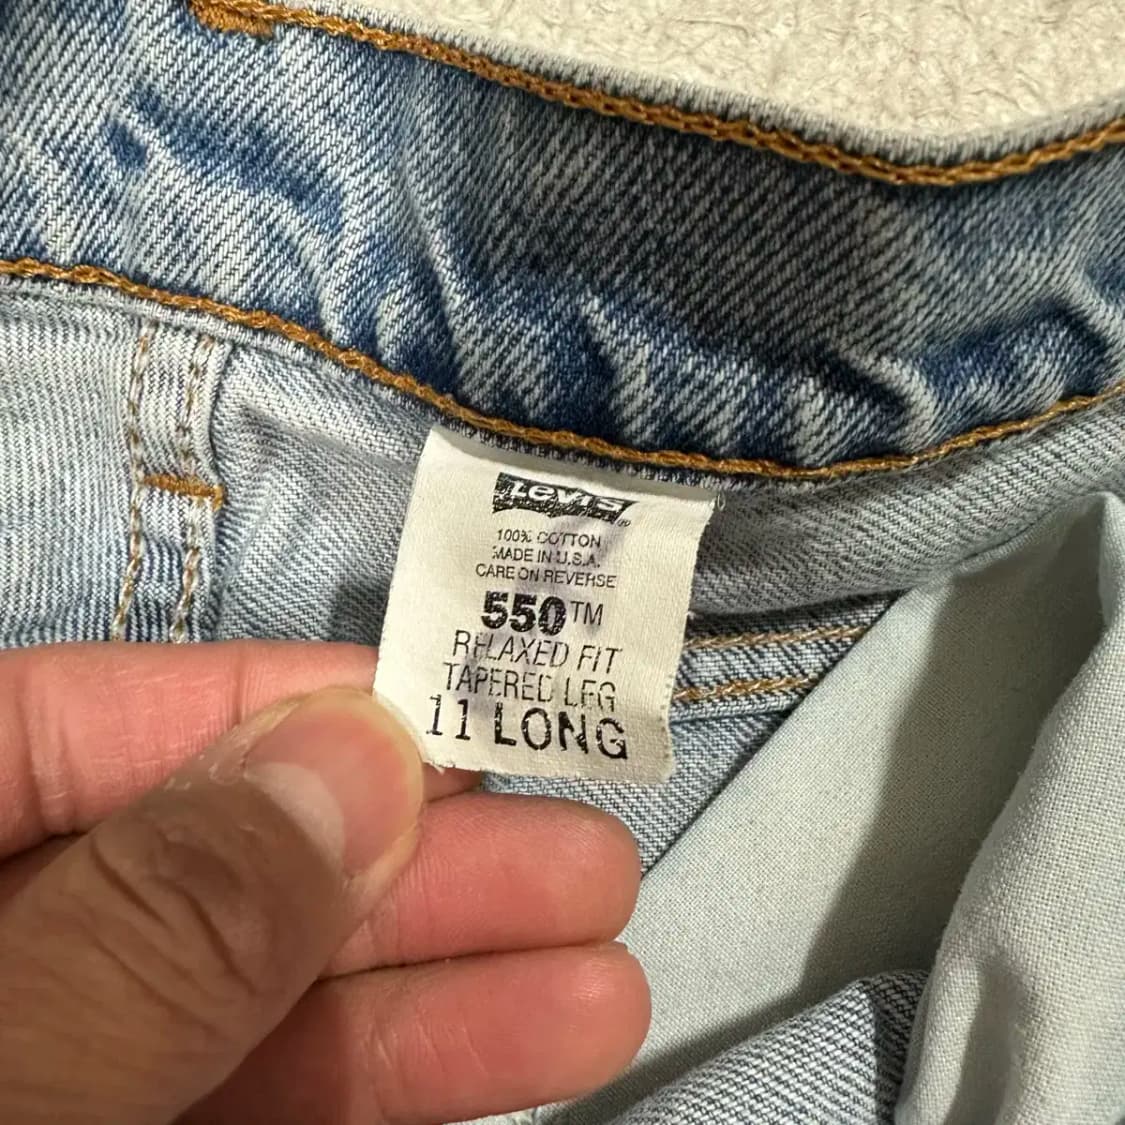 Levi's®
100% COTTON
MADE IN U.S.A.
CARE ON REVERSE
550™
RELAXED FIT
TAPERED LEG
11 LONG